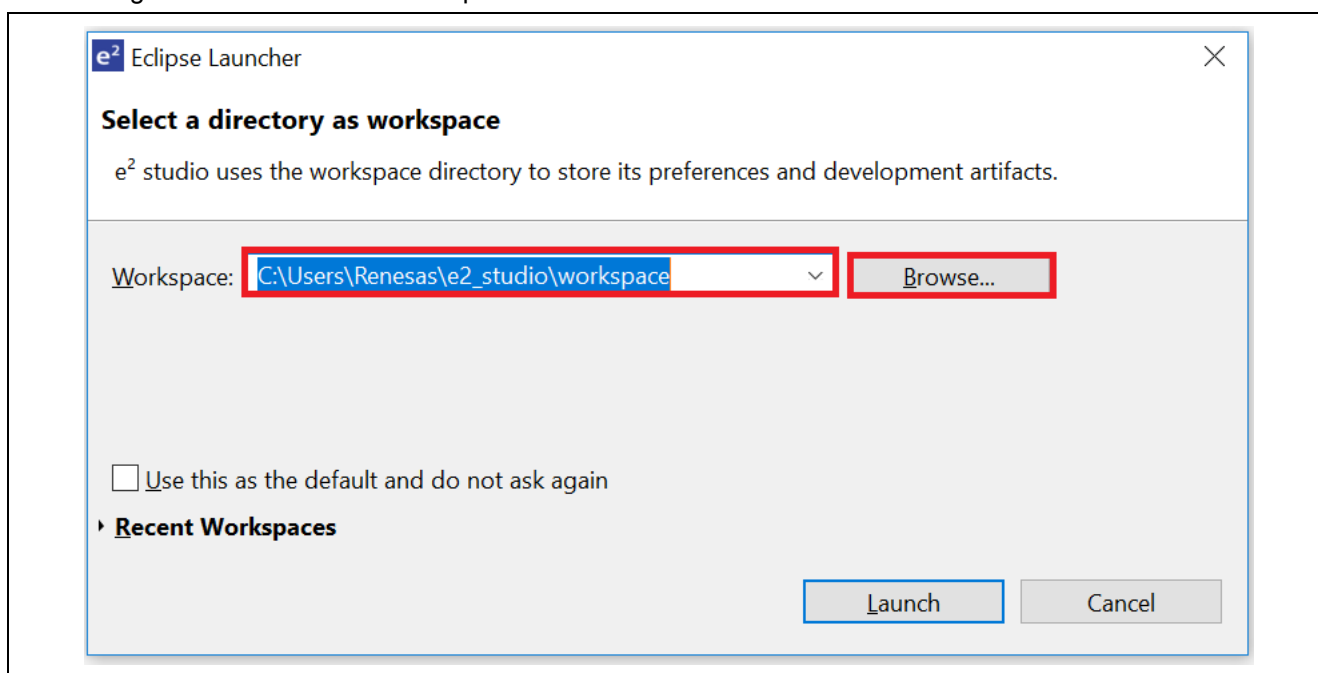 e² Eclipse Launcher
Select a directory as workspace
e² studio uses the workspace directory to store its preferences and development artifacts.
Workspace: C:\Users\Renesas\e2_studio\workspace Browse...
Use this as the default and do not ask again
Recent Workspaces
Launch Cancel